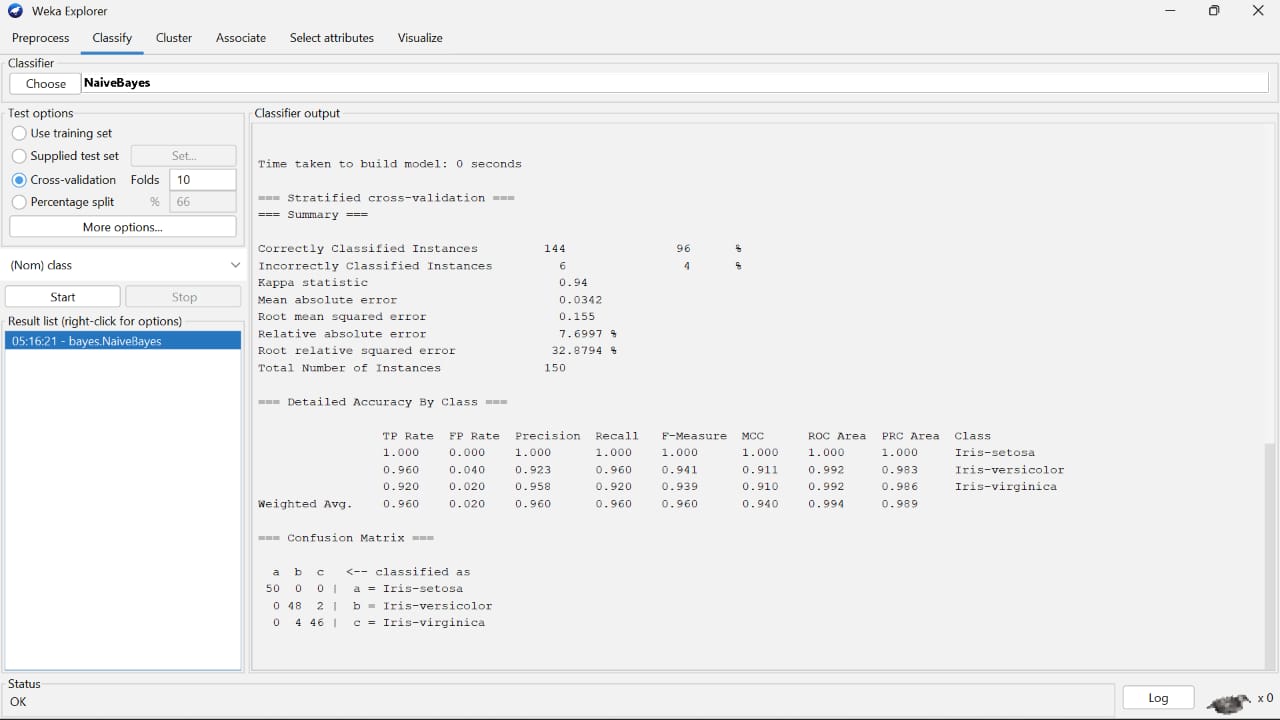 Weka Explorer
Preprocess Classify Cluster Associate Select attributes Visualize
Classifier
Choose NaiveBayes
Test options
Use training set
Supplied test set Set...
Cross-validation Folds 10
Percentage split % 66
More options...
(Nom) class
Start Stop
Result list (right-click for options)
05:16:21 - bayes.NaiveBayes
Classifier output
Time taken to build model: 0 seconds
=== Stratified cross-validation ===
=== Summary ===
Correctly Classified Instances 144 96 %
Incorrectly Classified Instances 6 4 %
Kappa statistic 0.94
Mean absolute error 0.0342
Root mean squared error 0.155
Relative absolute error 7.6997 %
Root relative squared error 32.8794 %
Total Number of Instances 150
=== Detailed Accuracy By Class ===
TP Rate FP Rate Precision Recall F-Measure MCC ROC Area PRC Area Class
1.000 0.000 1.000 1.000 1.000 1.000 1.000 1.000 Iris-setosa
0.960 0.040 0.923 0.960 0.941 0.911 0.992 0.983 Iris-versicolor
0.920 0.020 0.958 0.920 0.939 0.910 0.992 0.986 Iris-virginica
Weighted Avg. 0.960 0.020 0.960 0.960 0.960 0.940 0.994 0.989
=== Confusion Matrix ===
a b c <-- classified as
50 0 0 | a = Iris-setosa
0 48 2 | b = Iris-versicolor
0 4 46 | c = Iris-virginica
Status
OK
Log x 0